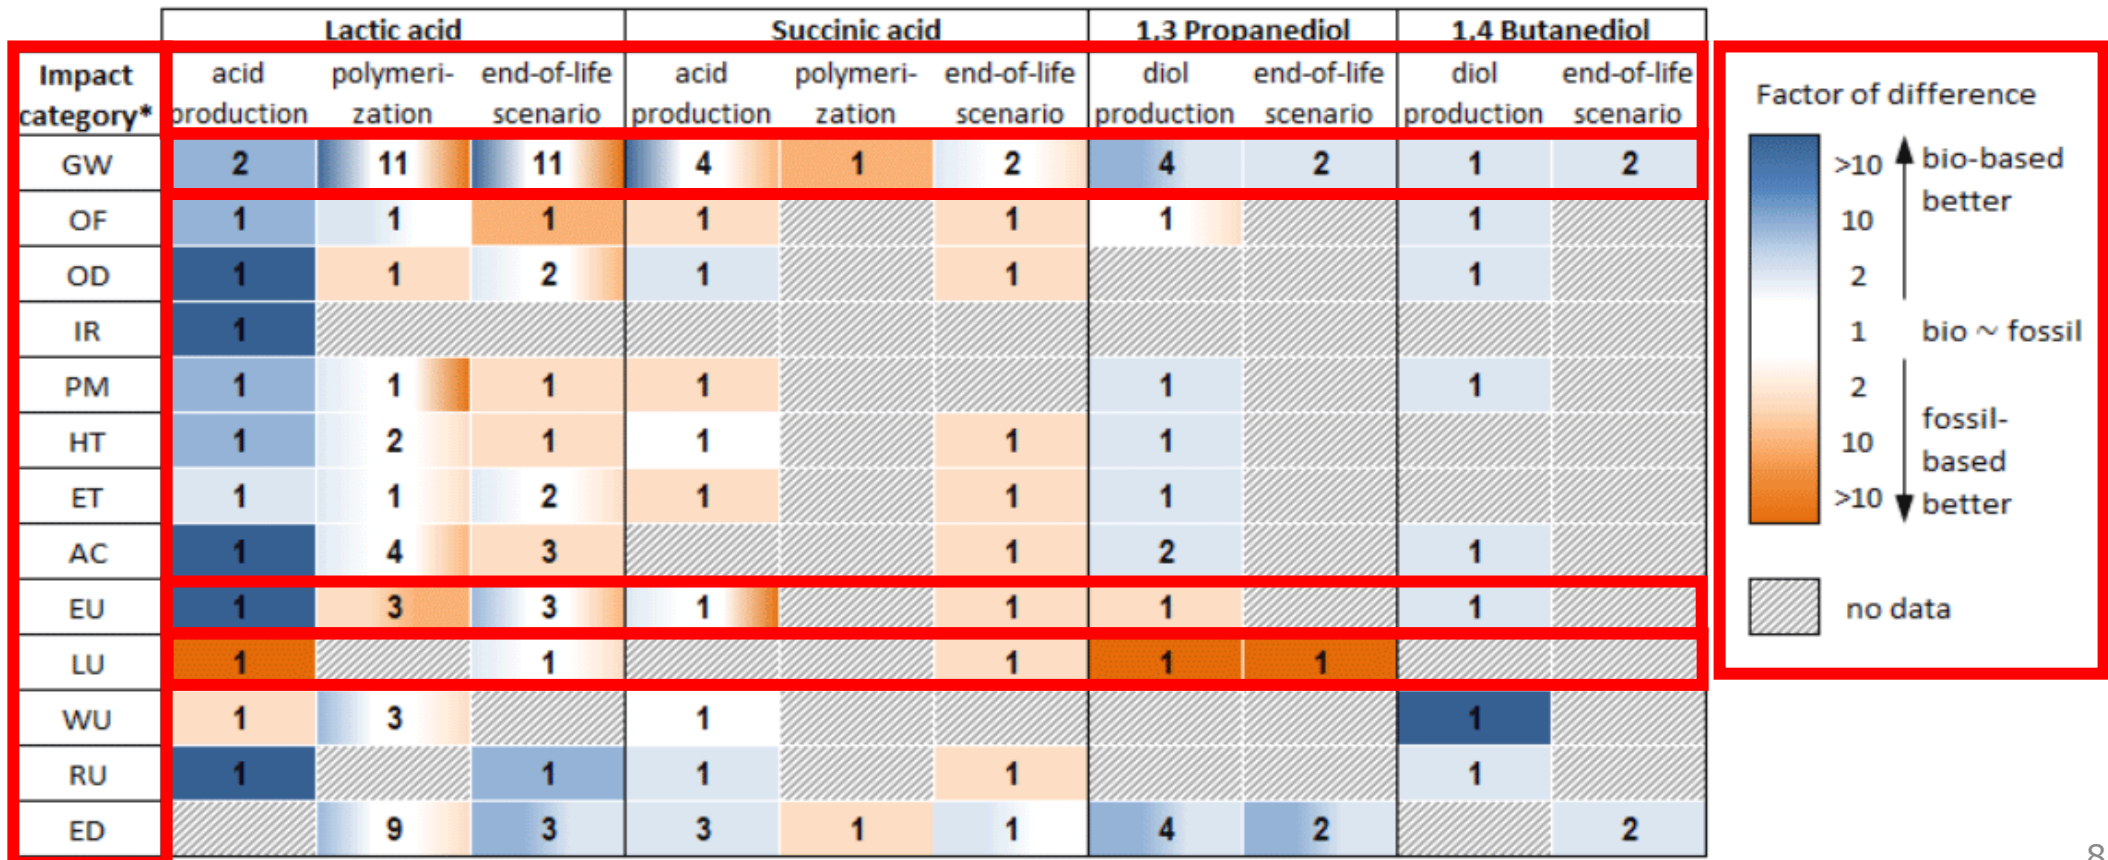 Lactic acid Succinic acid 1,3 Propanediol 1,4 Butanediol
Impact category* acid production polymeri-zation end-of-life scenario acid production polymeri-zation end-of-life scenario diol production end-of-life scenario diol production end-of-life scenario
GW 2 11 11 4 1 2 4 2 1 2
OF 1 1 1 1 1 1 1
OD 1 1 2 1 1 1
IR 1
PM 1 1 1 1 1 1
HT 1 2 1 1 1 1
ET 1 1 2 1 1 1
AC 1 4 3 1 2 1
EU 1 3 3 1 1 1 1
LU 1 1 1 1 1
WU 1 3 1 1
RU 1 1 1 1 1
ED 9 3 3 1 1 4 2 2
Factor of difference
>10 bio-based
better
10
2
1 bio ~ fossil
2
fossil-
10
based
>10 better
no data
8